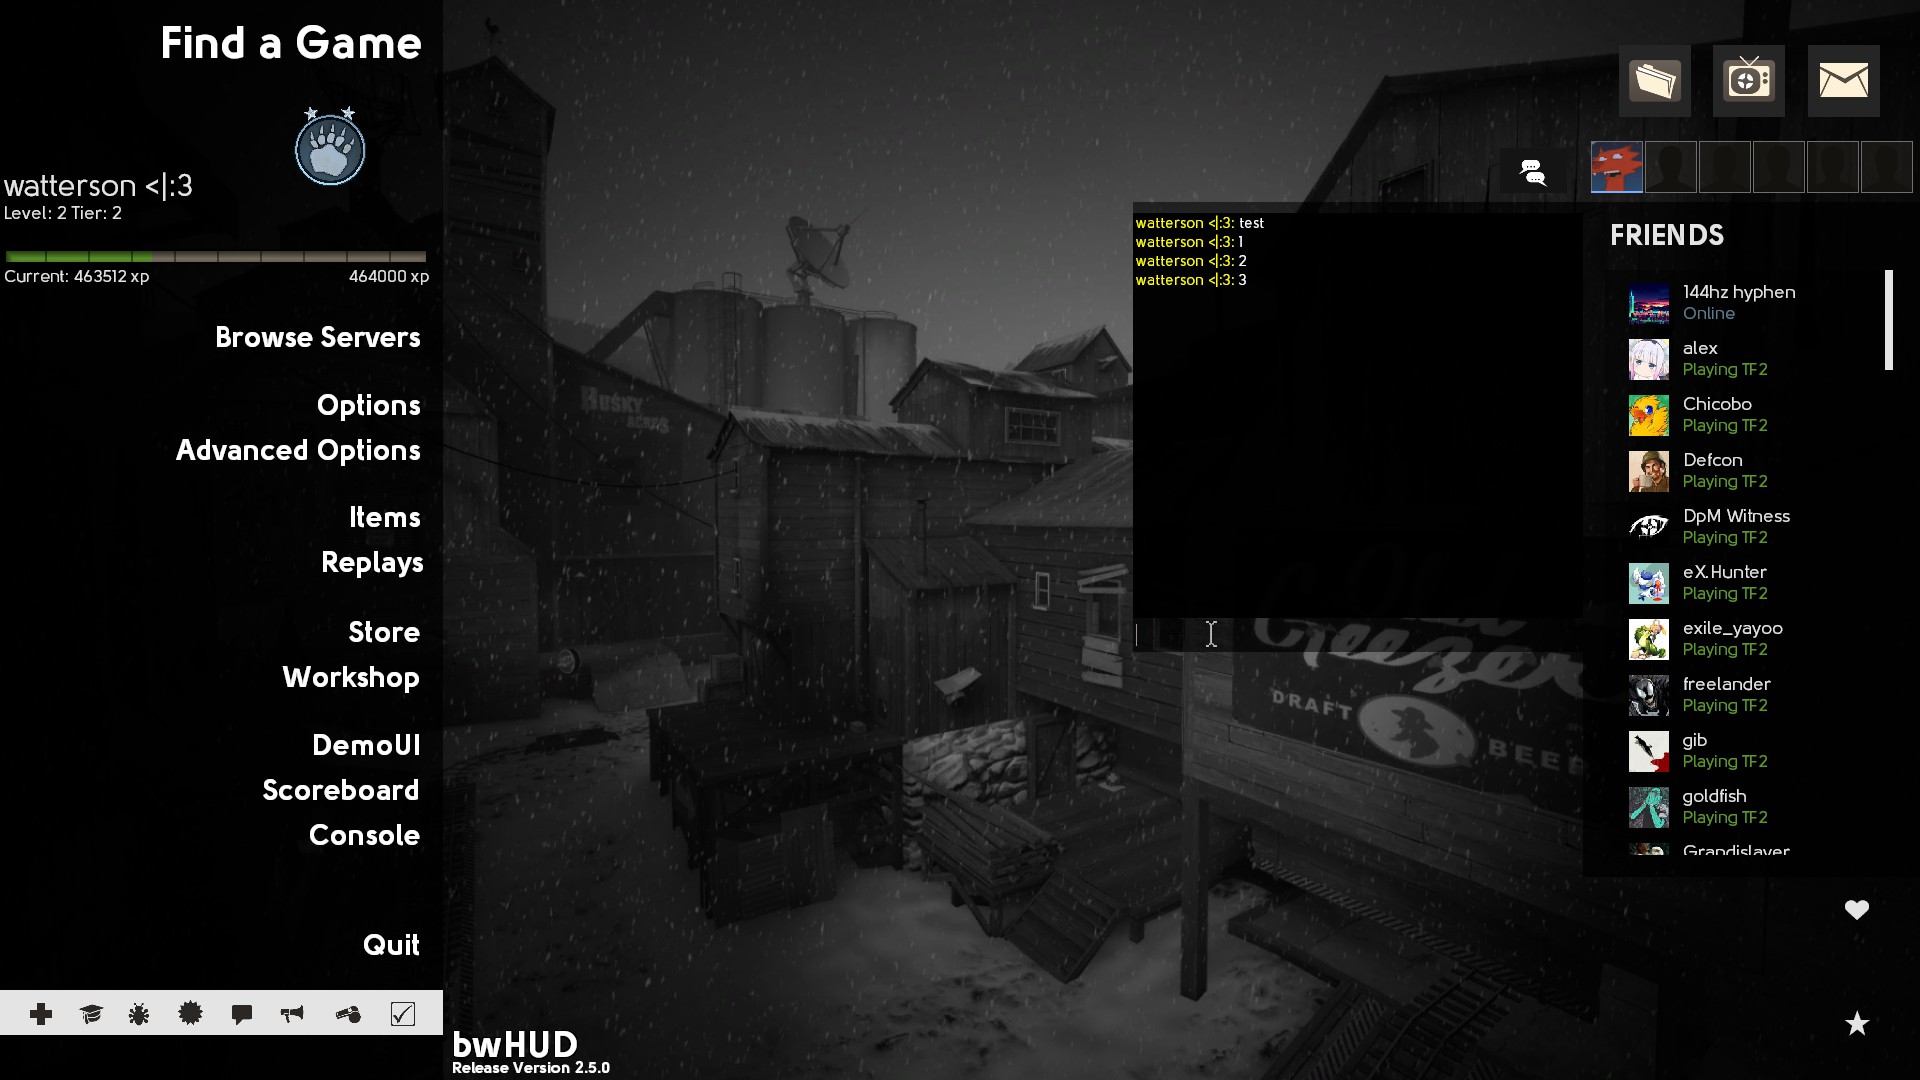 Find a Game
watterson <|:3
Level: 2 Tier: 2
Current: 463512 xp
464000 xp
Browse Servers
Options
Advanced Options
Items
Replays
Store
Workshop
DemoUI
Scoreboard
Console
Quit
bwHUD
Release Version 2.5.0
HUSKY
ACRES
watterson <|:3: test
watterson <|:3: 1
watterson <|:3: 2
watterson <|:3: 3
Geezer
DRAFT
BEER
FRIENDS
144hz hyphen
Online
alex
Playing TF2
Chicobo
Playing TF2
Defcon
Playing TF2
DpM Witness
Playing TF2
eX.Hunter
Playing TF2
exile_yayoo
Playing TF2
freelander
Playing TF2
gib
Playing TF2
goldfish
Playing TF2
Grandislayer